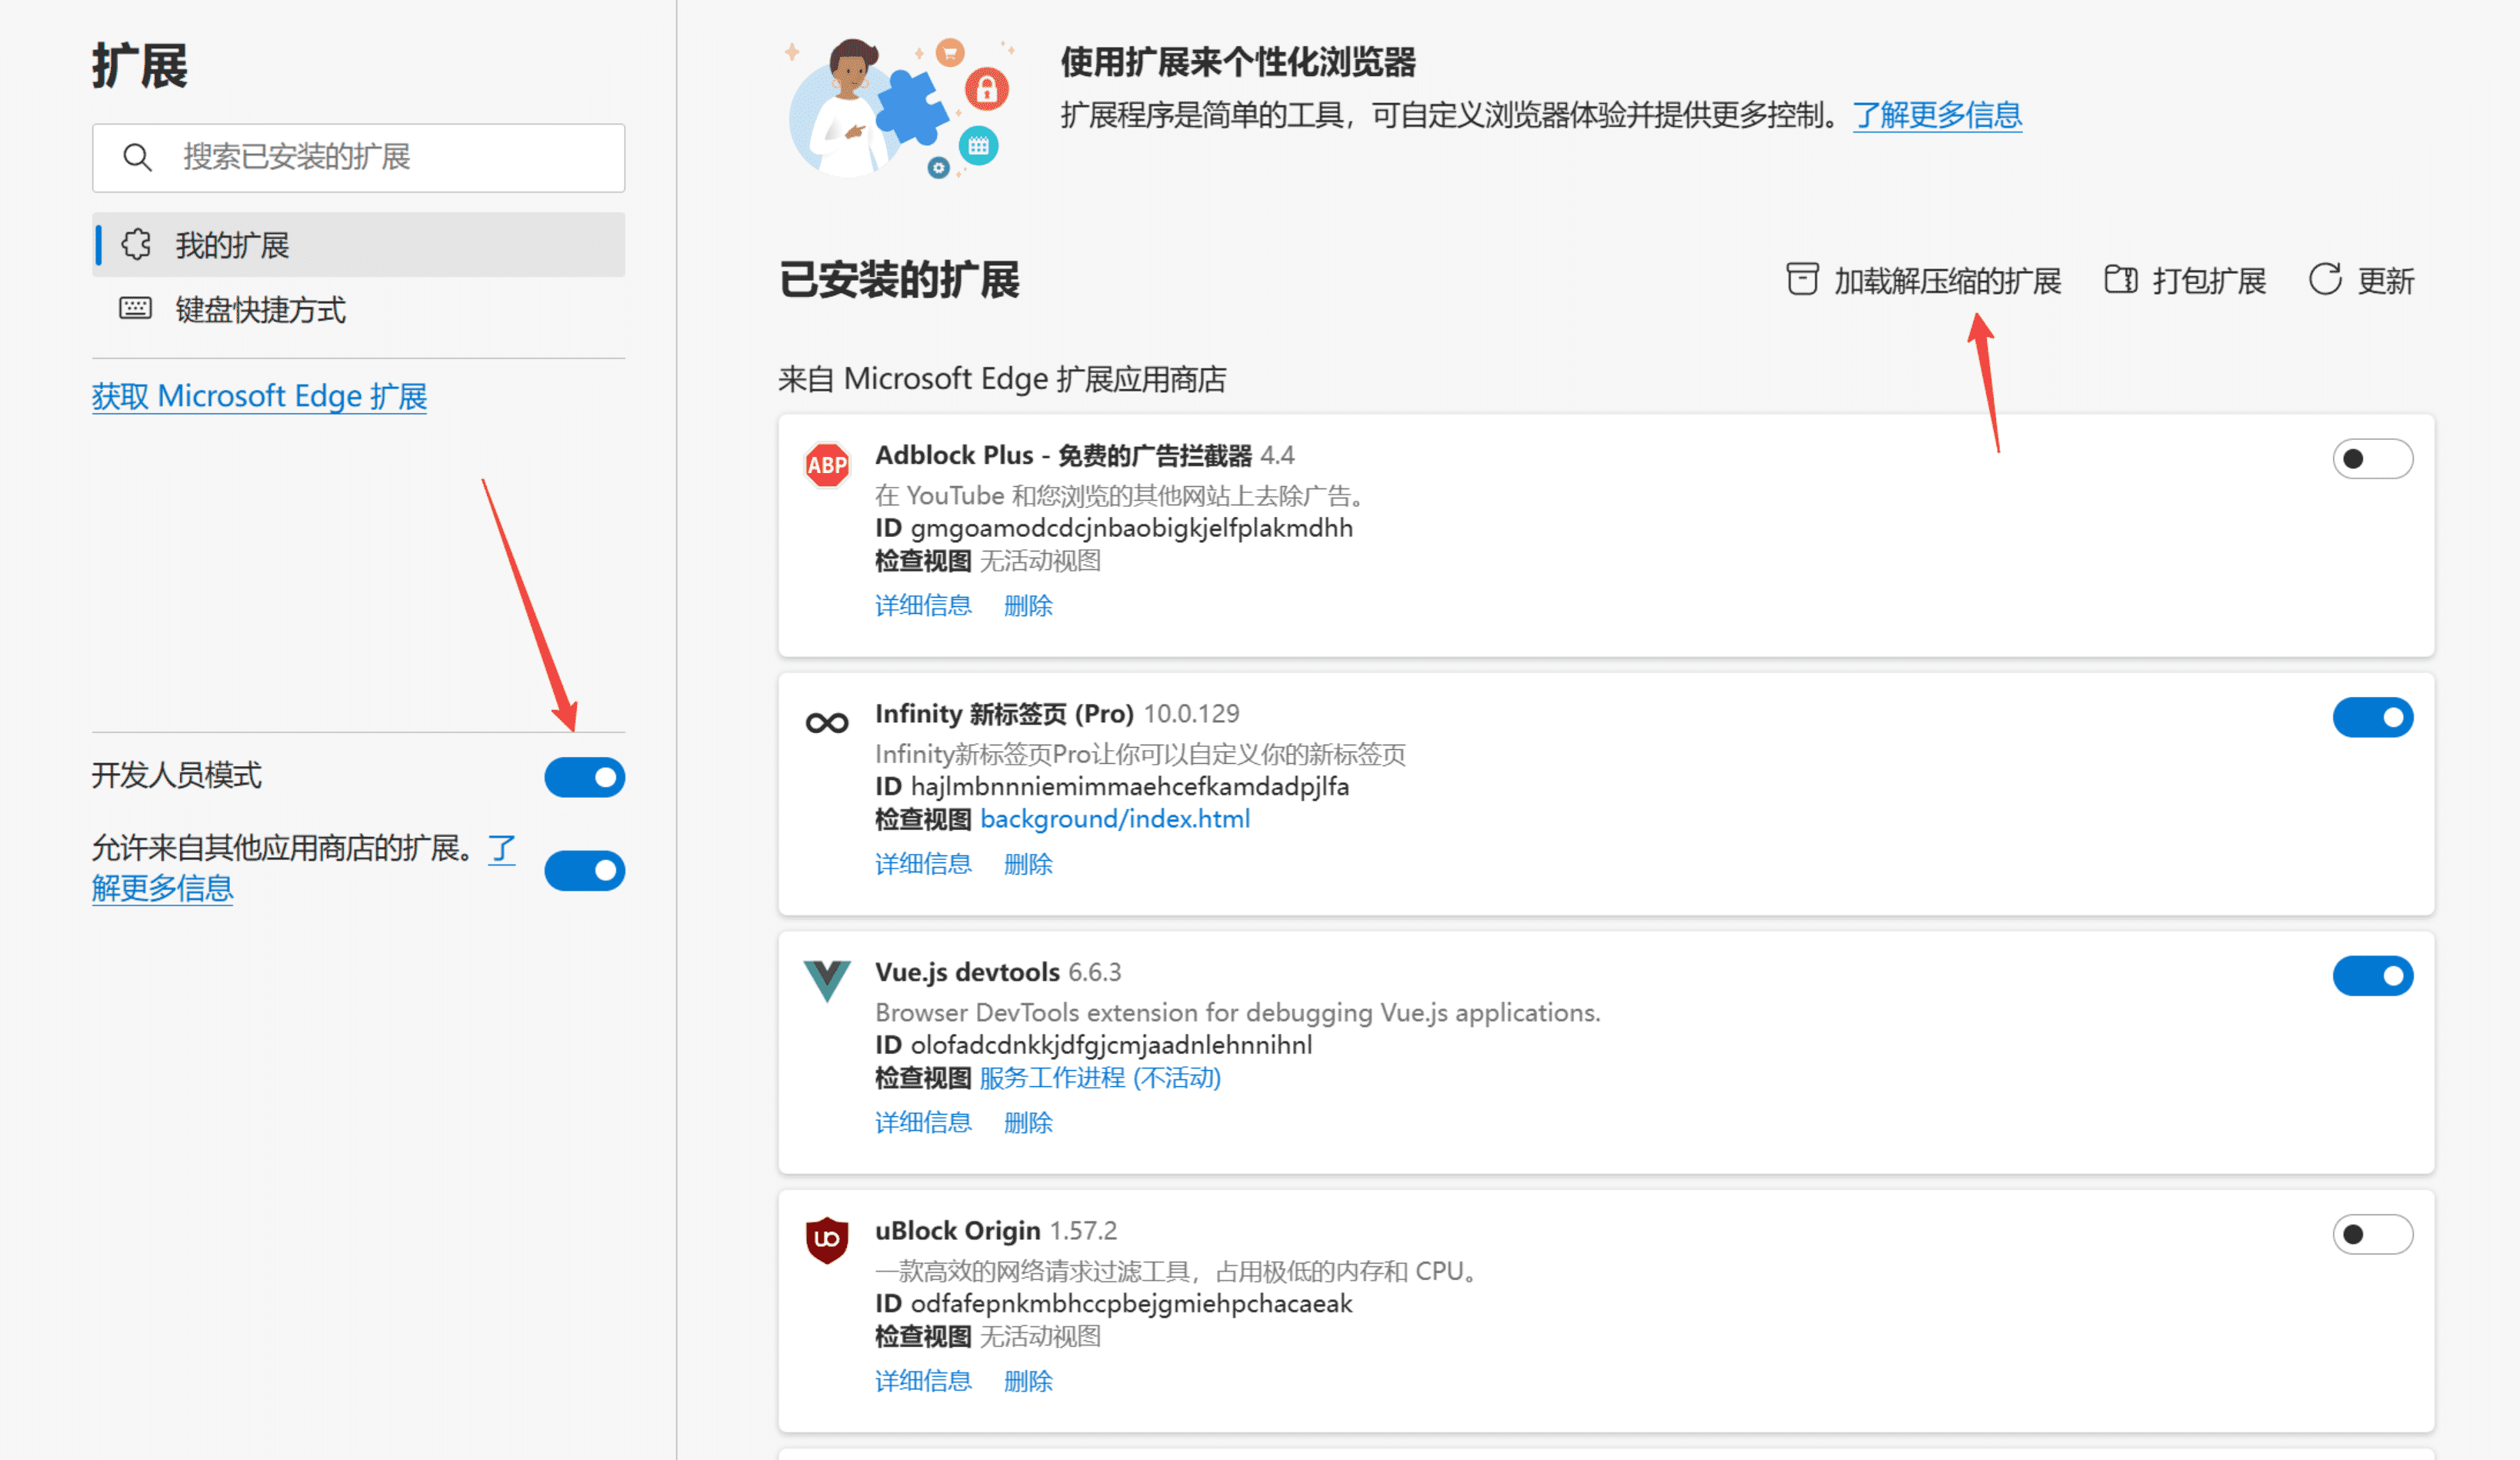 扩展
搜索已安装的扩展
我的扩展
键盘快捷方式
获取 Microsoft Edge 扩展
开发人员模式
允许来自其他应用商店的扩展。了
解更多信息
使用扩展来个性化浏览器
扩展程序是简单的工具，可自定义浏览器体验并提供更多控制。了解更多信息
已安装的扩展
加载解压缩的扩展
打包扩展
更新
来自 Microsoft Edge 扩展应用商店
ABP
Adblock Plus - 免费的广告拦截器 4.4
在 YouTube 和您浏览的其他网站上去除广告。
ID gmgoamodcdcjnbaobigkjelfplakmdhh
检查视图 无活动视图
详细信息 删除
Infinity 新标签页 (Pro) 10.0.129
Infinity新标签页Pro让你可以自定义你的新标签页
ID hajlmbnnniemimmaehcefkamdadpjlfa
检查视图 background/index.html
详细信息 删除
Vue.js devtools 6.6.3
Browser DevTools extension for debugging Vue.js applications.
ID olofadcdnkkjdfgjcmjaadnlehnnihnl
检查视图 服务工作进程 (不活动)
详细信息 删除
uBlock Origin 1.57.2
一款高效的网络请求过滤工具，占用极低的内存和 CPU。
ID odfafepnkmbhccpbejgmiehpchacaeak
检查视图 无活动视图
详细信息 删除